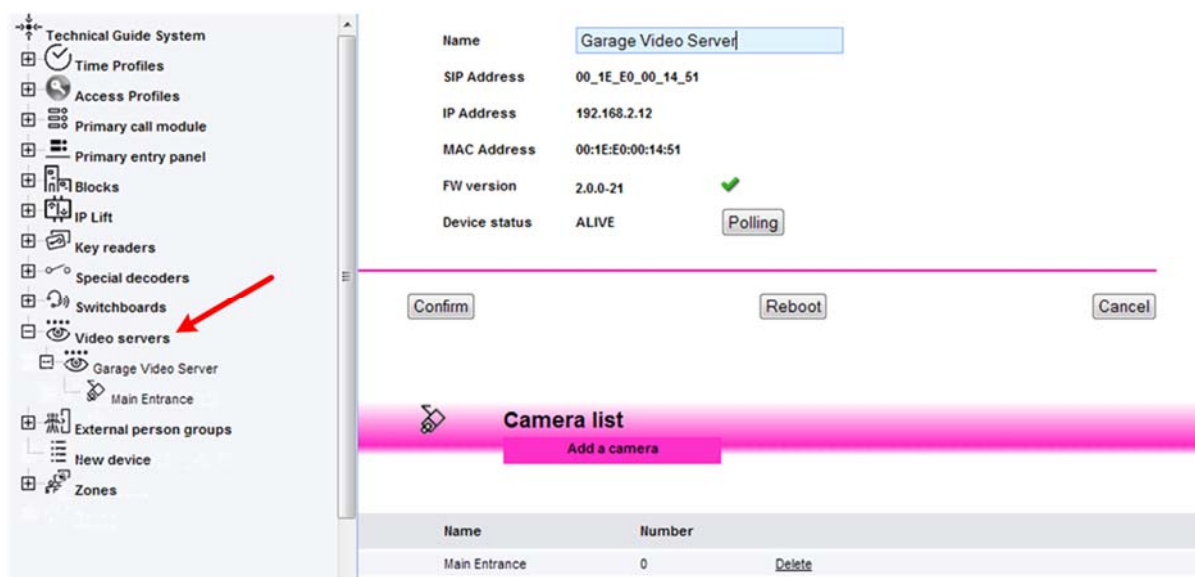 Technical Guide System
Time Profiles
Access Profiles
Primary call module
Primary entry panel
Blocks
IP Lift
Key readers
Special decoders
Switchboards
Video servers
Garage Video Server
Main Entrance
External person groups
New device
Zones
Name Garage Video Server
SIP Address 00_1E_E0_00_14_51
IP Address 192.168.2.12
MAC Address 00:1E:E0:00:14:51
FW version 2.0.0-21
Device status ALIVE Polling
Confirm Reboot Cancel
Camera list
Add a camera
Name Number
Main Entrance 0 Delete